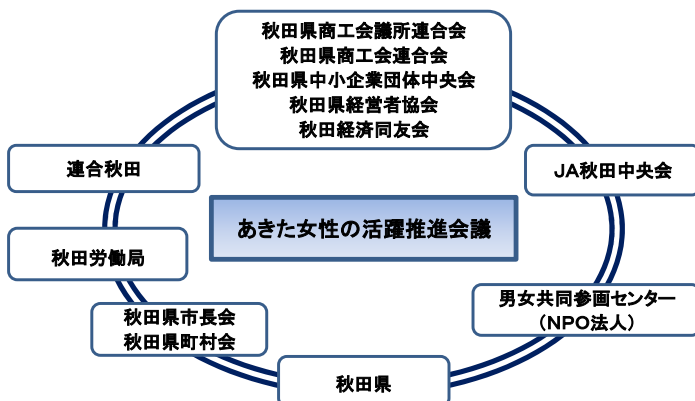 秋田県商工会議所連合会
秋田県商工会連合会
秋田県中小企業団体中央会
秋田県経営者協会
秋田経済同友会
連合秋田
JA秋田中央会
あきた女性の活躍推進会議
秋田労働局
男女共同参画センター
（NPO法人）
秋田県市長会
秋田県町村会
秋田県